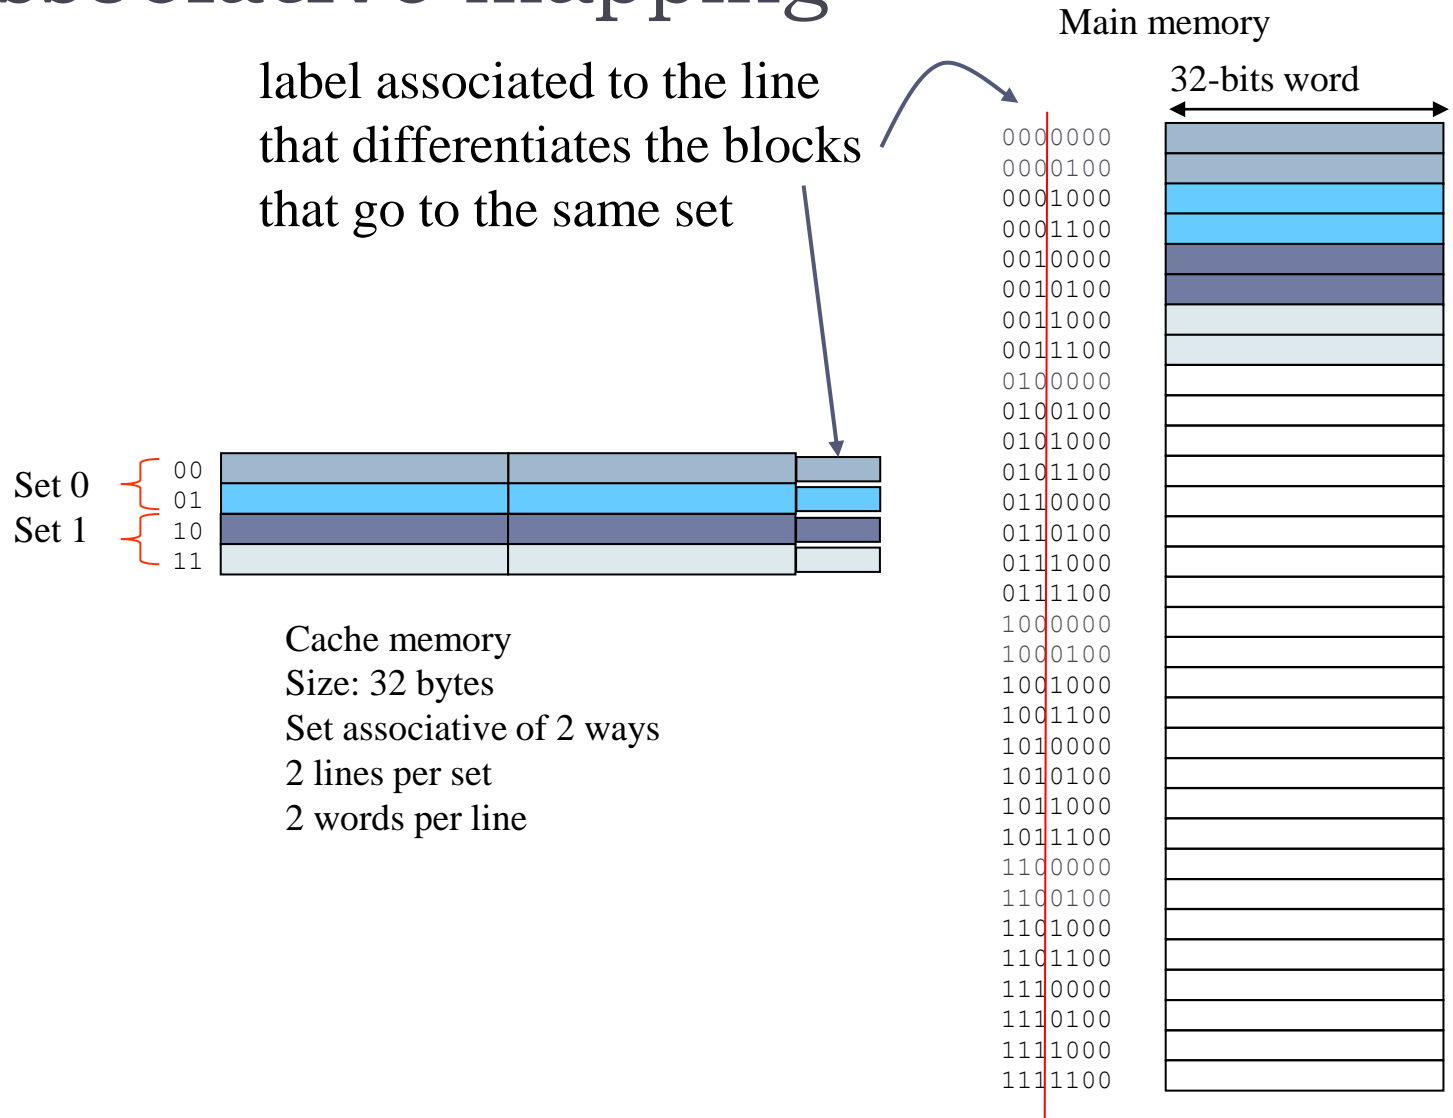 mapping
Main memory
label associated to the line
that differentiates the blocks
that go to the same set
32-bits word
0000000
0000100
0001000
0001100
0010000
0010100
0011000
0011100
0100000
0100100
0101000
0101100
0110000
0110100
0111000
0111100
1000000
1000100
1001000
1001100
1010000
1010100
1011000
1011100
1100000
1100100
1101000
1101100
1110000
1110100
1111000
1111100
Set 0
00
01
Set 1
10
11
Cache memory
Size: 32 bytes
Set associative of 2 ways
2 lines per set
2 words per line